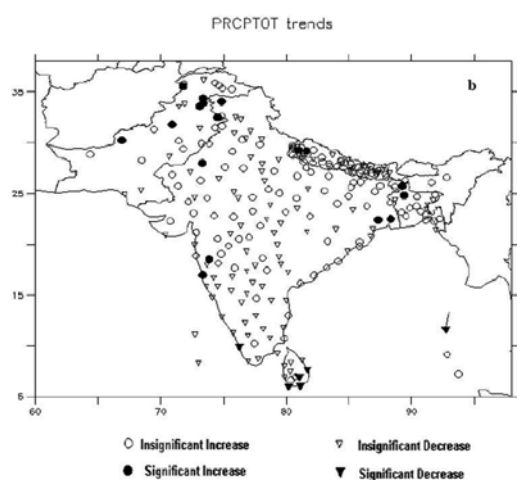 PRCPTOT trends
b
35
25
15
5
60 70 80 90
Insignificant Increase Insignificant Decrease
Significant Increase Significant Decrease